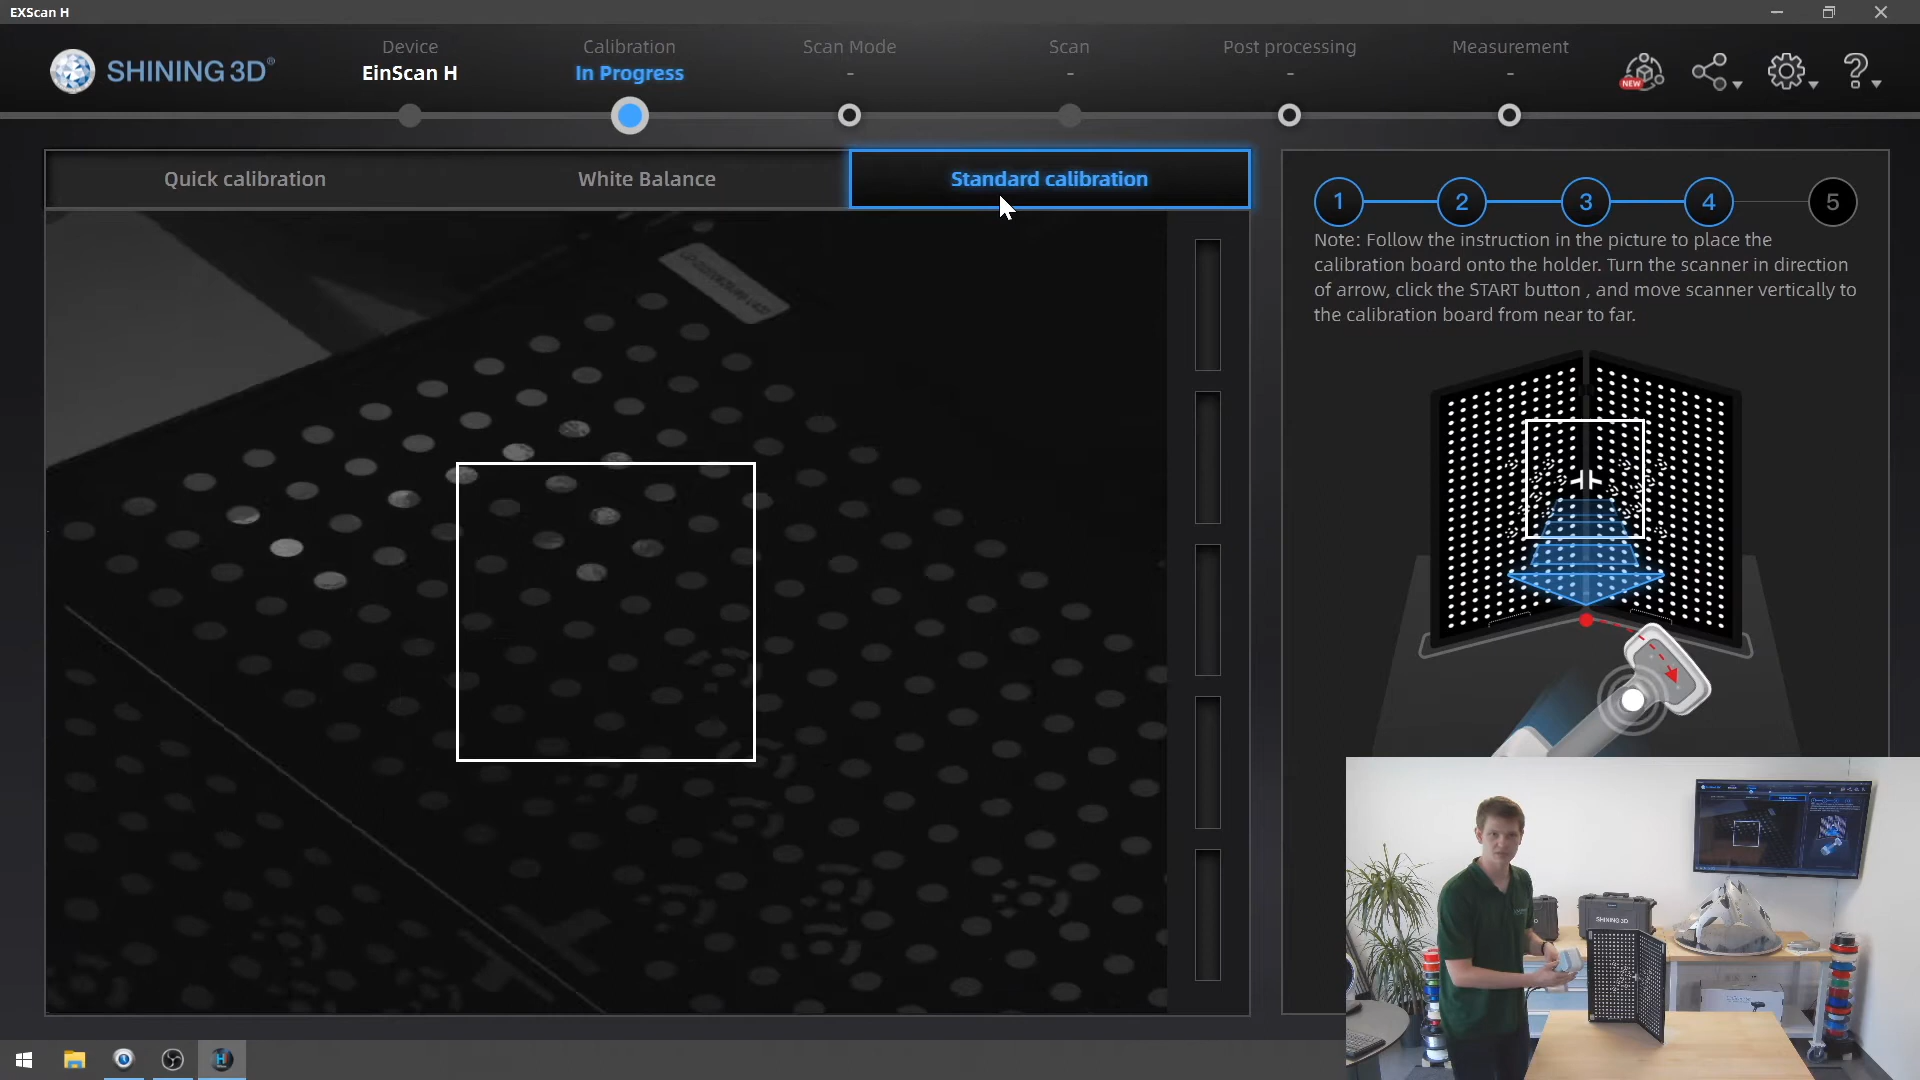 EXScan H
SHINING 3D®
Device
EinScan H
Calibration
In Progress
Scan Mode
-
Scan
-
Post processing
-
Measurement
-
NEW
?
Quick calibration
White Balance
Standard calibration
1
2
3
4
5
Note: Follow the instruction in the picture to place the
calibration board onto the holder. Turn the scanner in direction
of arrow, click the START button , and move scanner vertically to
the calibration board from near to far.
SHINING 3D
H